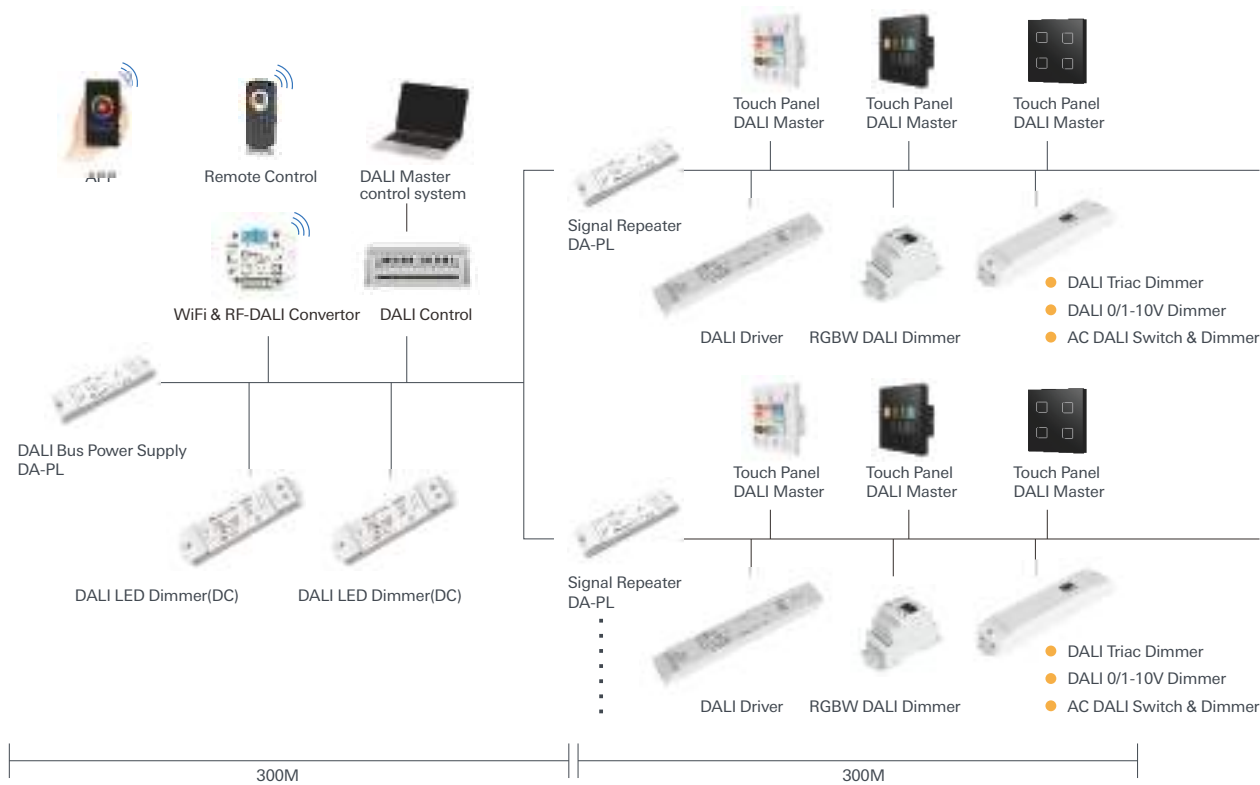 Touch Panel
DALI Master
Touch Panel
DALI Master
Touch Panel
DALI Master
APP
Remote Control
DALI Master
control system
Signal Repeater
DA-PL
WiFi & RF-DALI Convertor
DALI Control
DALI Driver
RGBW DALI Dimmer
DALI Triac Dimmer
DALI 0/1-10V Dimmer
AC DALI Switch & Dimmer
DALI Bus Power Supply
DA-PL
Touch Panel
DALI Master
Touch Panel
DALI Master
Touch Panel
DALI Master
DALI LED Dimmer(DC)
DALI LED Dimmer(DC)
Signal Repeater
DA-PL
DALI Driver
RGBW DALI Dimmer
DALI Triac Dimmer
DALI 0/1-10V Dimmer
AC DALI Switch & Dimmer
300M
300M